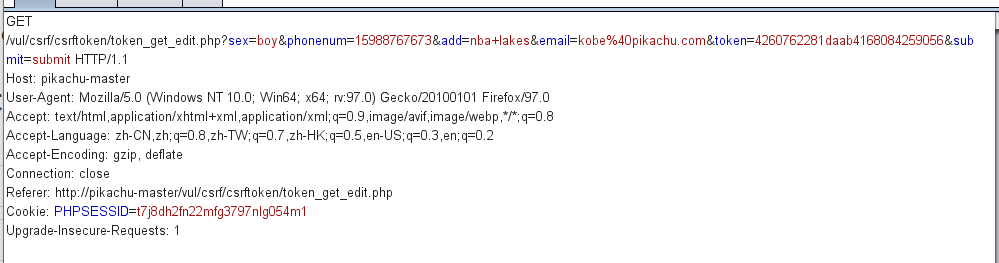 GET
/vul/csrf/csrftoken/token_get_edit.php?sex=boy&phonenum=15988767673&add=nba+lakes&email=kobe%40pikachu.com&token=4260762281daab4168084259056&sub
mit=submit HTTP/1.1
Host: pikachu-master
User-Agent: Mozilla/5.0 (Windows NT 10.0; Win64; x64; rv:97.0) Gecko/20100101 Firefox/97.0
Accept: text/html,application/xhtml+xml,application/xml;q=0.9,image/avif,image/webp,*/*;q=0.8
Accept-Language: zh-CN,zh;q=0.8,zh-TW;q=0.7,zh-HK;q=0.5,en-US;q=0.3,en;q=0.2
Accept-Encoding: gzip, deflate
Connection: close
Referer: http://pikachu-master/vul/csrf/csrftoken/token_get_edit.php
Cookie: PHPSESSID=t7j8dh2fn22mfg3797nlg054m1
Upgrade-Insecure-Requests: 1